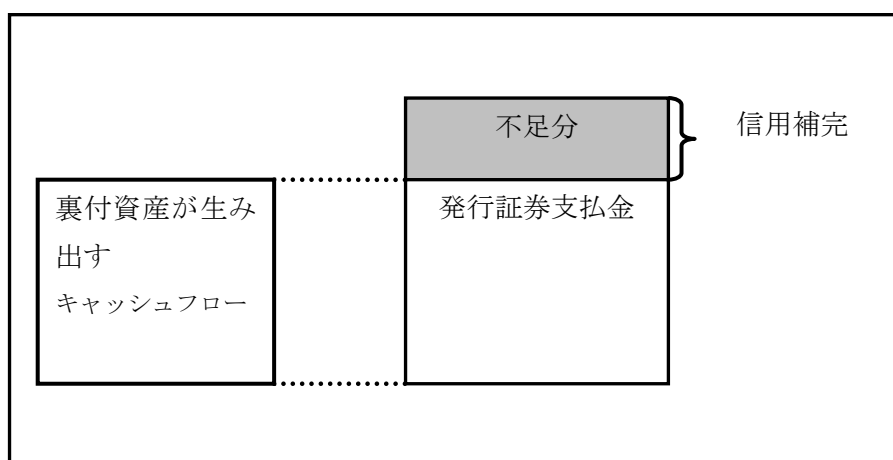 不足分
信用補完
裏付資産が生み
出す
キャッシュフロー
発行証券支払金